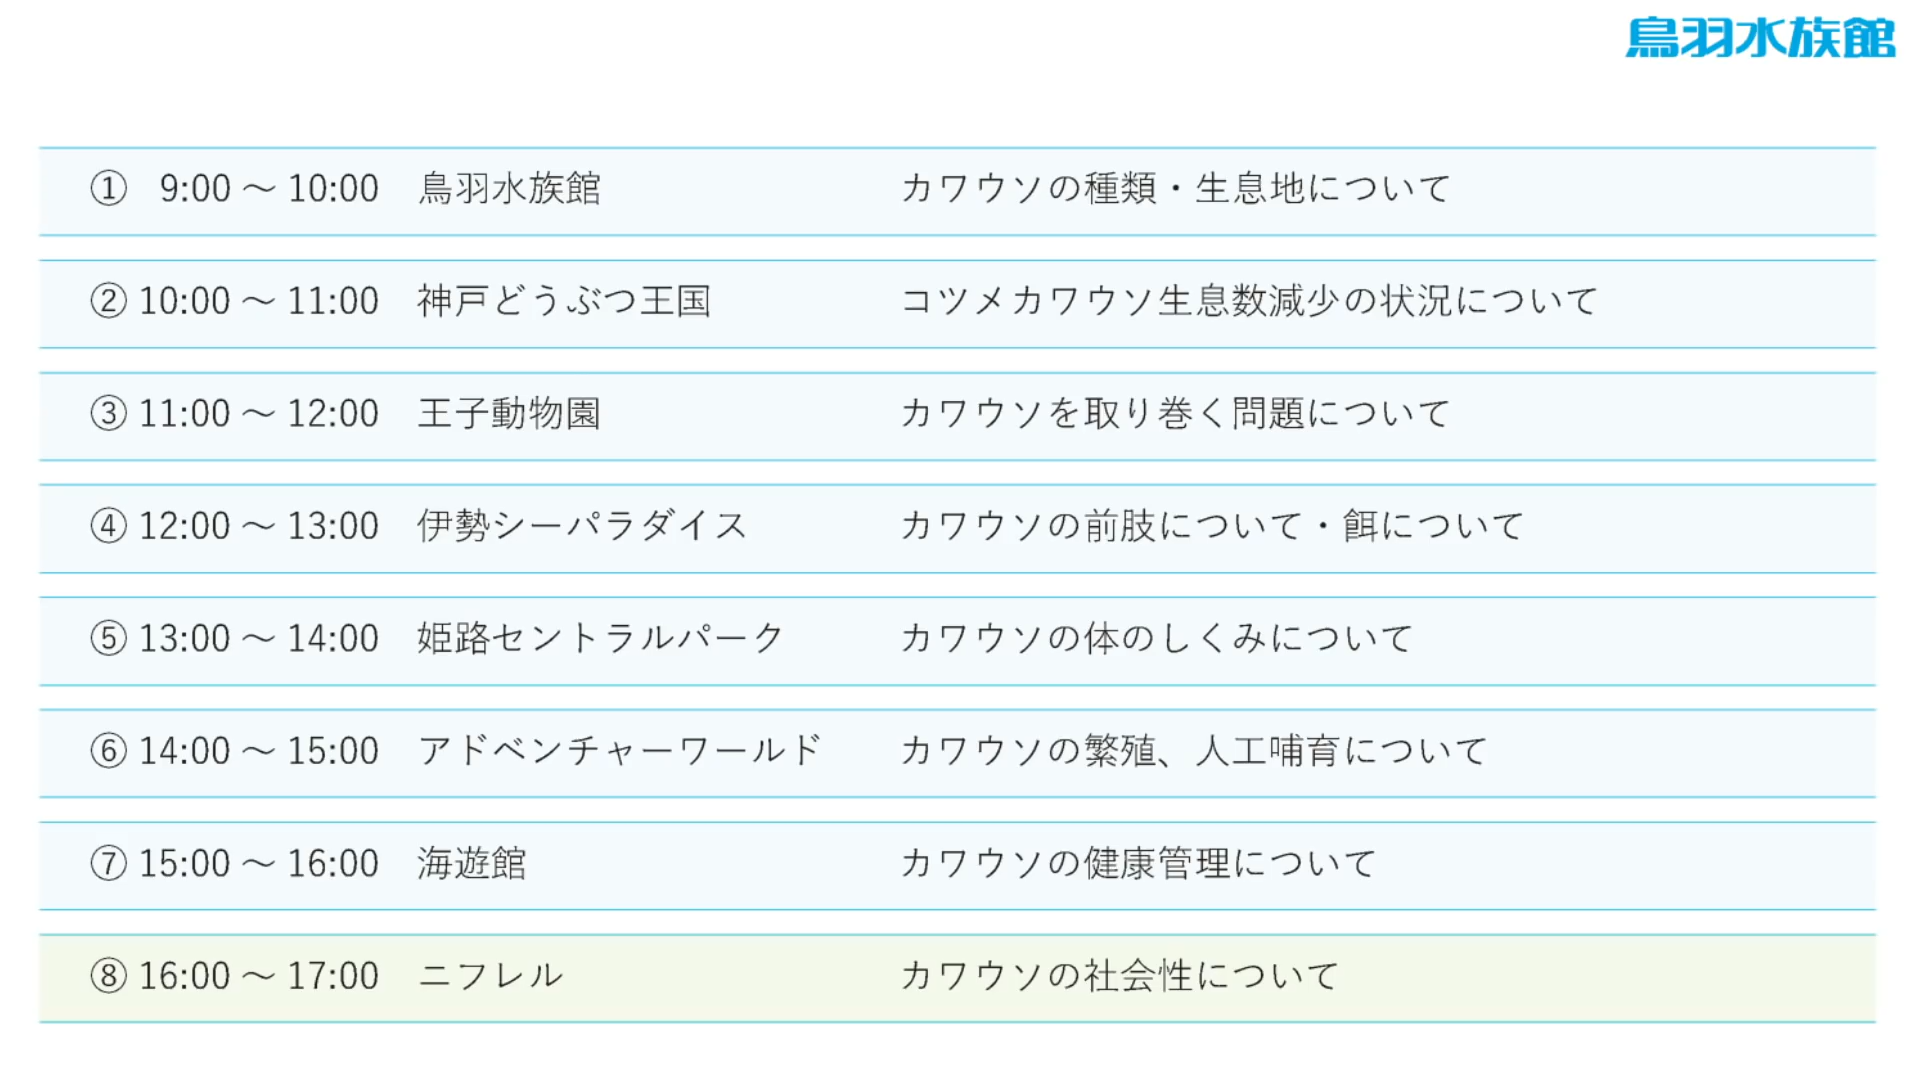 鳥羽水族館
① 9:00 ～ 10:00 鳥羽水族館 カワウソの種類・生息地について
② 10:00 ～ 11:00 神戸どうぶつ王国 コツメカワウソ生息数減少の状況について
③ 11:00 ～ 12:00 王子動物園 カワウソを取り巻く問題について
④ 12:00 ～ 13:00 伊勢シーパラダイス カワウソの前肢について・餌について
⑤ 13:00 ～ 14:00 姫路セントラルパーク カワウソの体のしくみについて
⑥ 14:00 ～ 15:00 アドベンチャーワールド カワウソの繁殖、人工哺育について
⑦ 15:00 ～ 16:00 海遊館 カワウソの健康管理について
⑧ 16:00 ～ 17:00 ニフレル カワウソの社会性について